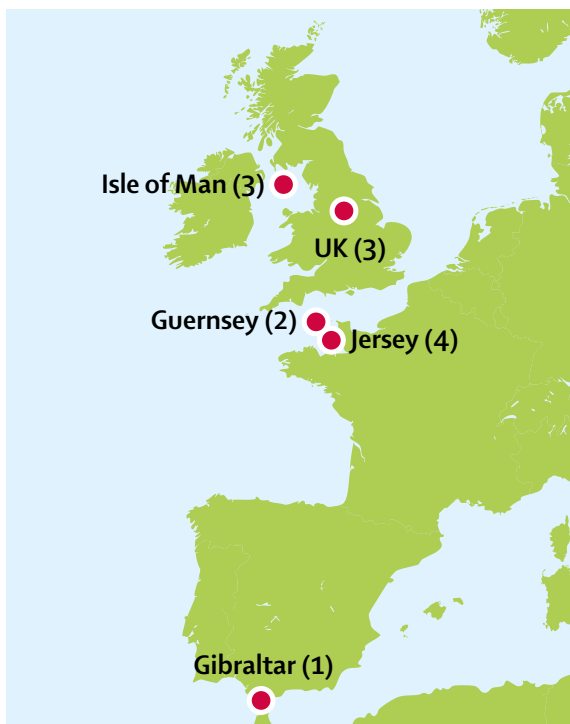 Isle of Man (3)
UK (3)
Guernsey (2)
Jersey (4)
Gibraltar (1)